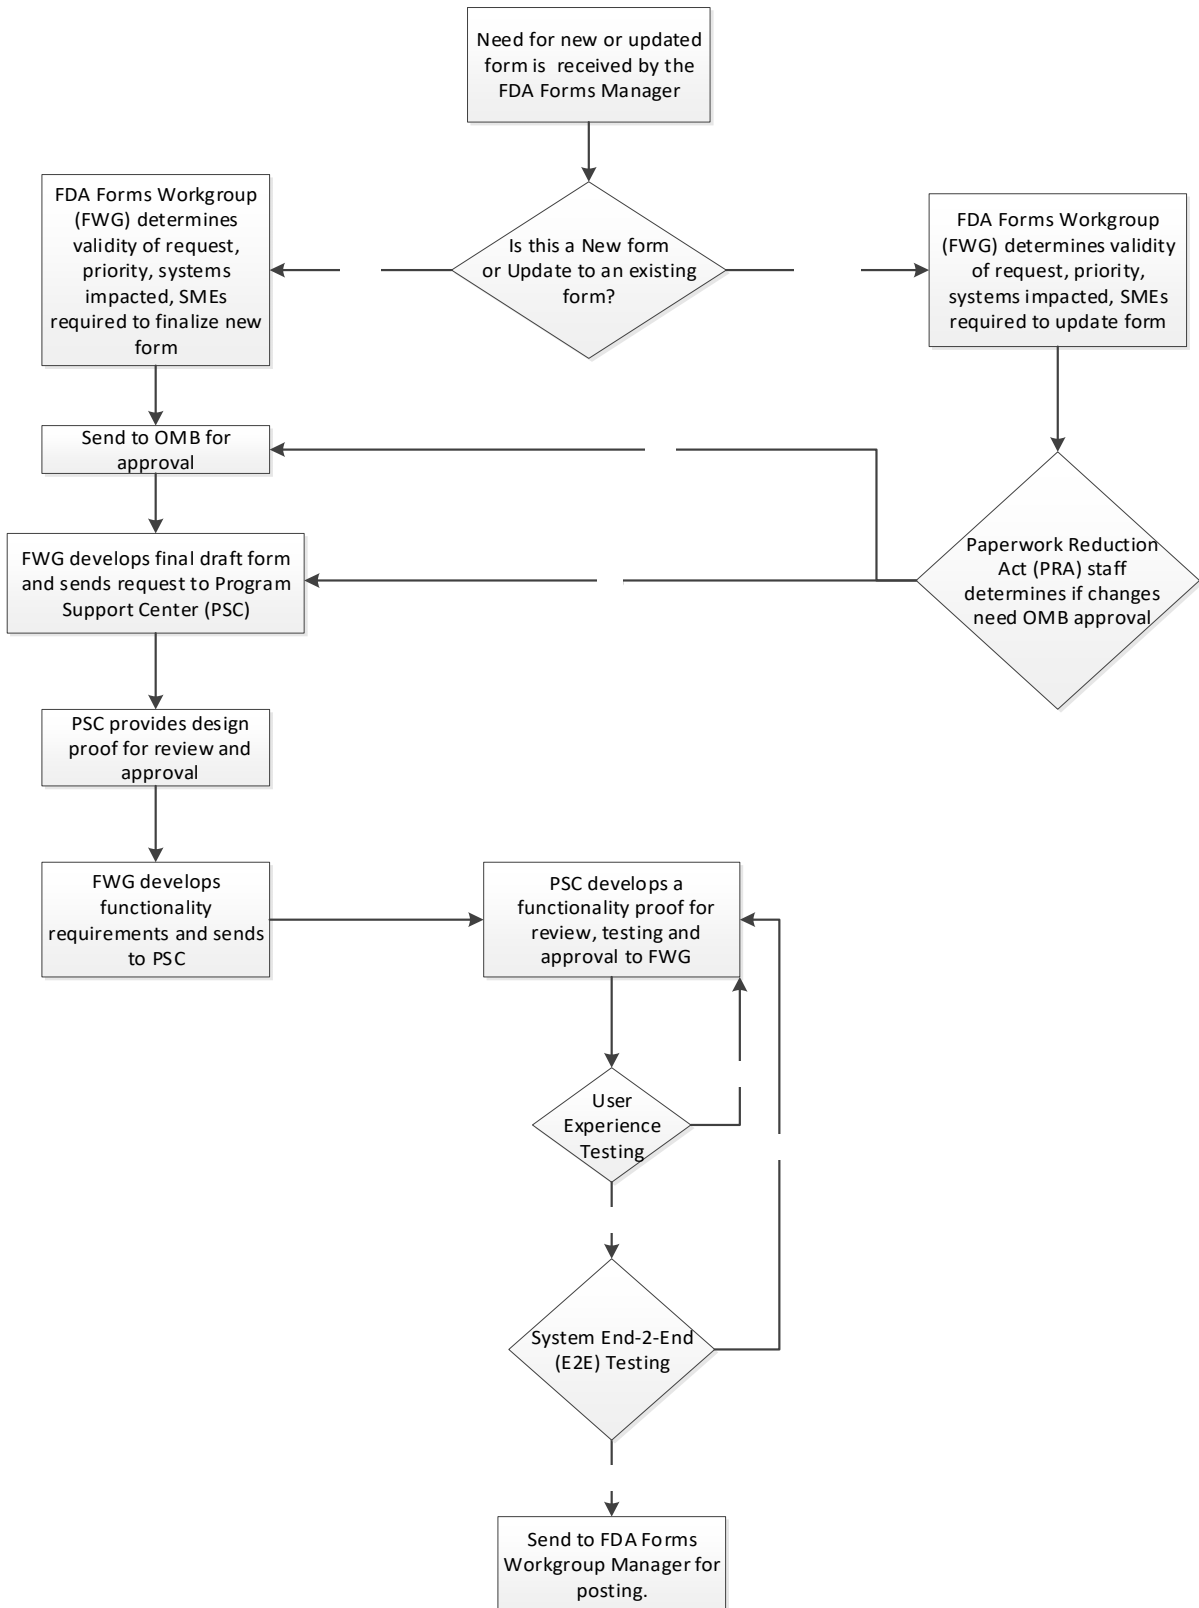 Need for new or updated
form is  received by the
FDA Forms Manager
FDA Forms Workgroup
(FWG) determines
validity of request,
priority, systems
impacted, SMEs
required to finalize new
form
Is this a New form
or Update to an existing
form?
FDA Forms Workgroup
(FWG) determines validity
of request, priority,
systems impacted, SMEs
required to update form
Send to OMB for
approval
FWG develops final draft form
and sends request to Program
Support Center (PSC)
Paperwork Reduction
Act (PRA) staff
determines if changes
need OMB approval
PSC provides design
proof for review and
approval
FWG develops
functionality
requirements and sends
to PSC
PSC develops a
functionality proof for
review, testing and
approval to FWG
User
Experience
Testing
System End-2-End
(E2E) Testing
Send to FDA Forms
Workgroup Manager for
posting.